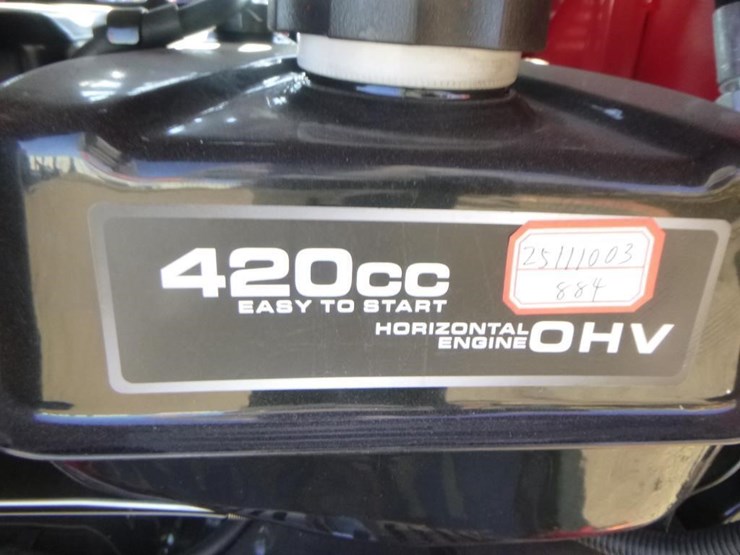 420cc
EASY TO START
25111003
884
HORIZONTAL
ENGINE OHV